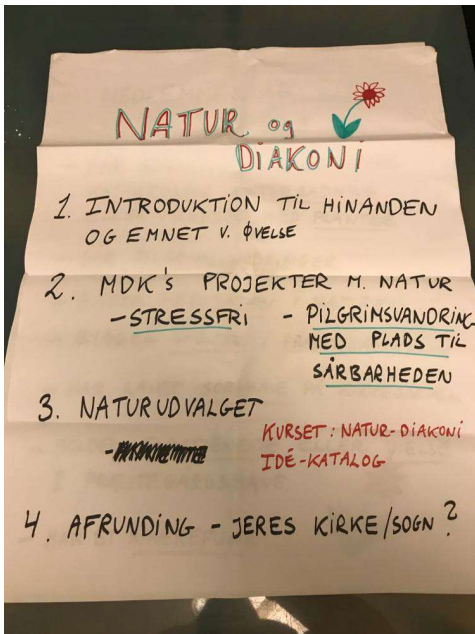 NATUR og
DIAKONI
1. INTRODUKTION TIL HINANDEN
OG EMNET V. ØVELSE
2. MDK'S PROJEKTER M. NATUR
- STRESSFRI - PILGRIMSVANDRING
MED PLADS TIL
SÅRBARHEDEN
3. NATURUDVALGET
-
KURSET: NATUR-DIAKONI
IDÉ-KATALOG
4. AFRUNDING - JERES KIRKE/SOGN?